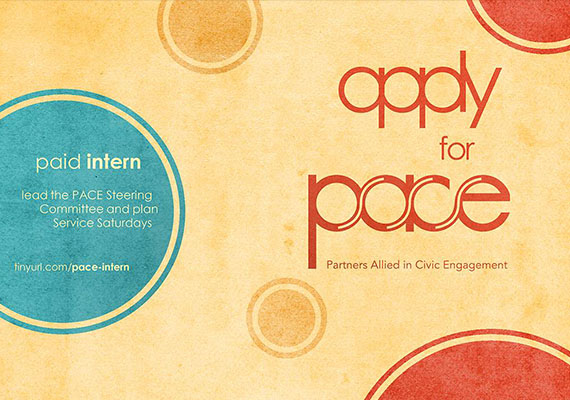 apply
for
pace
Partners Allied in Civic Engagement
paid intern
lead the PACE Steering
Committee and plan
Service Saturdays
tinyurl.com/pace-intern